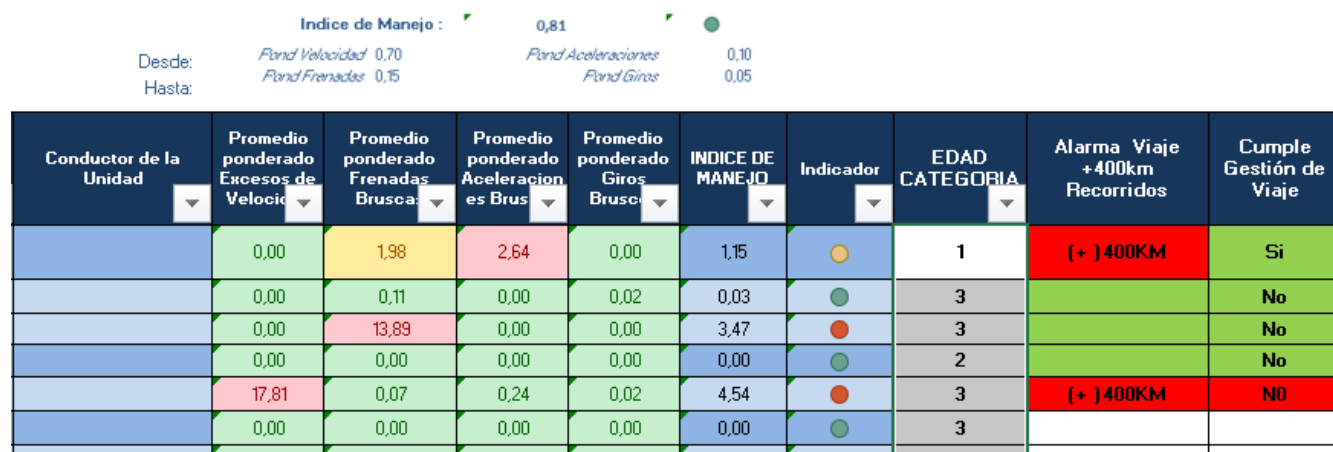 Indice de Manejo : 0,81
Desde: Pond Velocidad 0,70 Pond Aceleraciones 0,10
Hasta: Pond Frenadas 0,15 Pond Giros 0,05
Conductor de la Unidad
Promedio ponderado Excesos de Veloci
Promedio ponderado Frenadas Brusca
Promedio ponderado Aceleracion es Brus
Promedio ponderado Giros Brusc
INDICE DE MANEJO
Indicador
EDAD CATEGORIA
Alarma Viaje +400km Recorridos
Cumple Gestión de Viaje
0,00 1,98 2,64 0,00 1,15 1 (+ )400KM Si
0,00 0,11 0,00 0,02 0,03 3 No
0,00 13,89 0,00 0,00 3,47 3 No
0,00 0,00 0,00 0,00 0,00 2 No
17,81 0,07 0,24 0,02 4,54 3 (+ )400KM N0
0,00 0,00 0,00 0,00 0,00 3